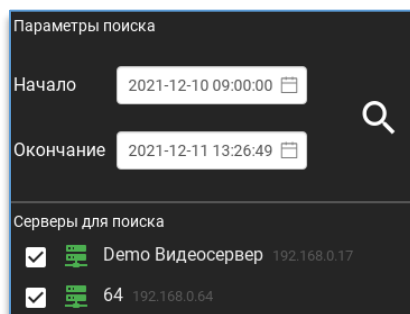 Параметры поиска
Начало 2021-12-10 09:00:00
Окончание 2021-12-11 13:26:49
Серверы для поиска
Demo Видеосервер 192.168.0.17
64 192.168.0.64